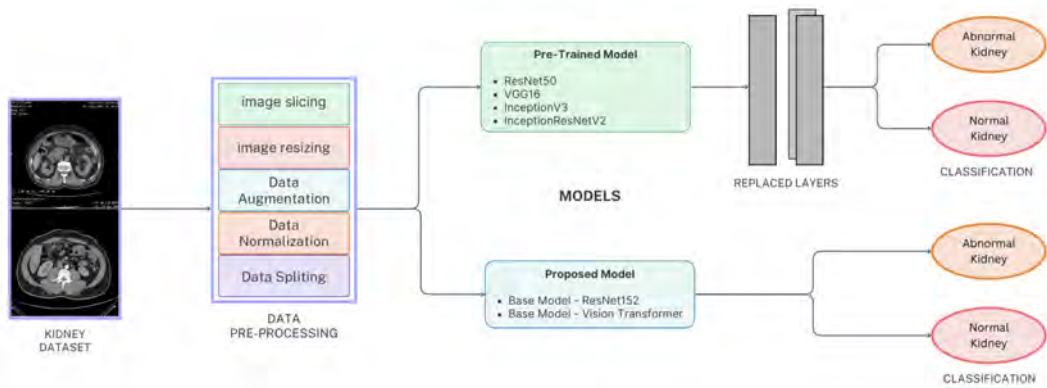 KIDNEY
DATASET
image slicing
image resizing
Data
Augmentation
Data
Normalization
Data Spliting
DATA
PRE-PROCESSING
Pre-Trained Model
• ResNet50
• VGG16
• InceptionV3
• InceptionResNetV2
MODELS
Proposed Model
• Base Model - ResNet152
• Base Model - Vision Transformer
REPLACED LAYERS
Abnormal
Kidney
Normal
Kidney
CLASSIFICATION
Abnormal
Kidney
Normal
Kidney
CLASSIFICATION